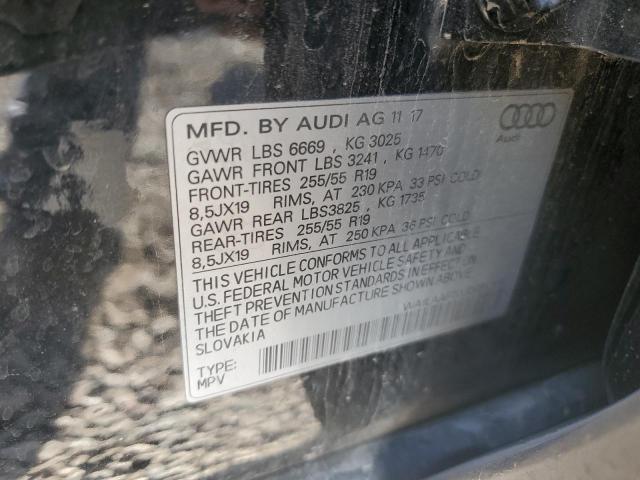 MFD. BY AUDI AG 11 17
GVWR LBS 6669 , KG 3025
GAWR FRONT LBS 3241 , KG 1470
FRONT-TIRES 255/55 R19
8,5JX19 RIMS, AT 230 KPA 33 PSI COLD
GAWR REAR LBS3825 , KG 1735
REAR-TIRES 255/55 R19
8,5JX19 RIMS, AT 250 KPA 36 PSI COLD
THIS VEHICLE CONFORMS TO ALL APPLICABLE
U.S. FEDERAL MOTOR VEHICLE SAFETY AND
THEFT PREVENTION STANDARDS IN EFFECT ON
THE DATE OF MANUFACTURE SHOWN ABOVE.
SLOVAKIA
TYPE:
MPV